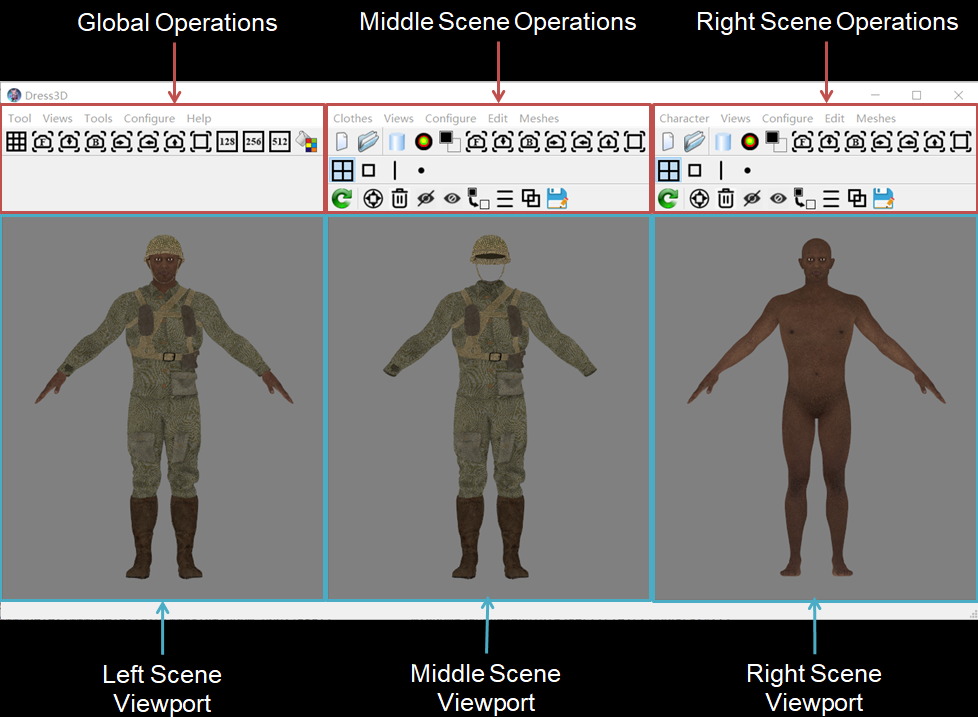 Global Operations
Middle Scene Operations
Right Scene Operations
Dress3D
Tool Views Tools Configure Help
Clothes Views Configure Edit Meshes
Character Views Configure Edit Meshes
F B 128 256 512
F B
F B
Left Scene
Viewport
Middle Scene
Viewport
Right Scene
Viewport